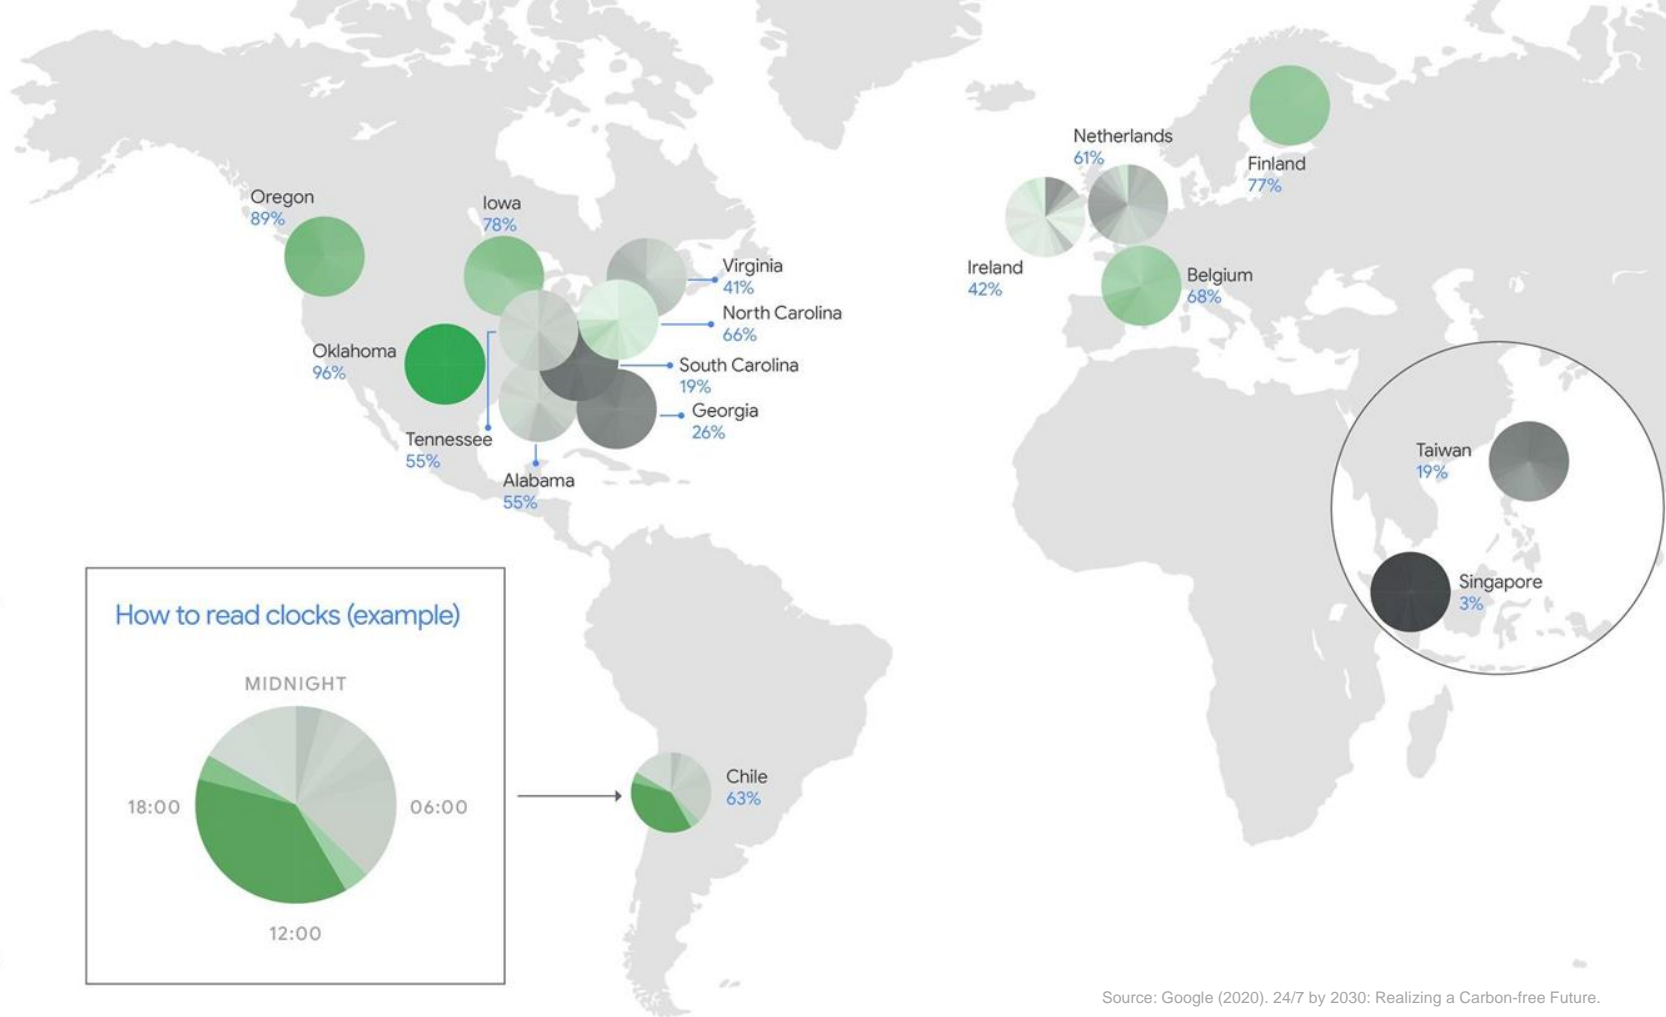 Netherlands
61%
Finland
77%
Oregon
89%
Iowa
78%
Virginia
41%
Ireland
42%
Belgium
68%
North Carolina
66%
Oklahoma
96%
South Carolina
19%
Georgia
26%
Tennessee
55%
Alabama
55%
Taiwan
19%
Singapore
3%
How to read clocks (example)
MIDNIGHT
18:00
06:00
12:00
Chile
63%
Source: Google (2020). 24/7 by 2030: Realizing a Carbon-free Future.